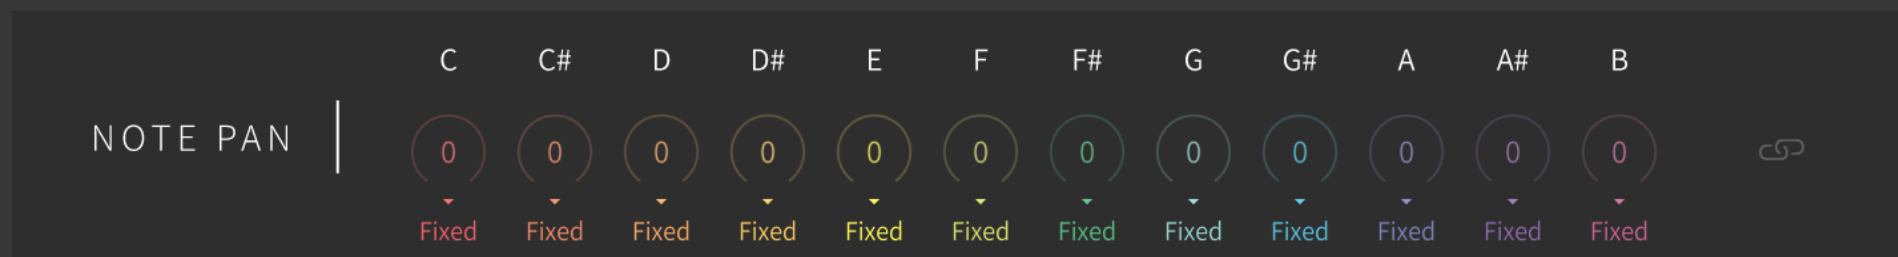 C C# D D# E F F# G G# A A# B
NOTE PAN
0 0 0 0 0 0 0 0 0 0 0 0
Fixed Fixed Fixed Fixed Fixed Fixed Fixed Fixed Fixed Fixed Fixed Fixed